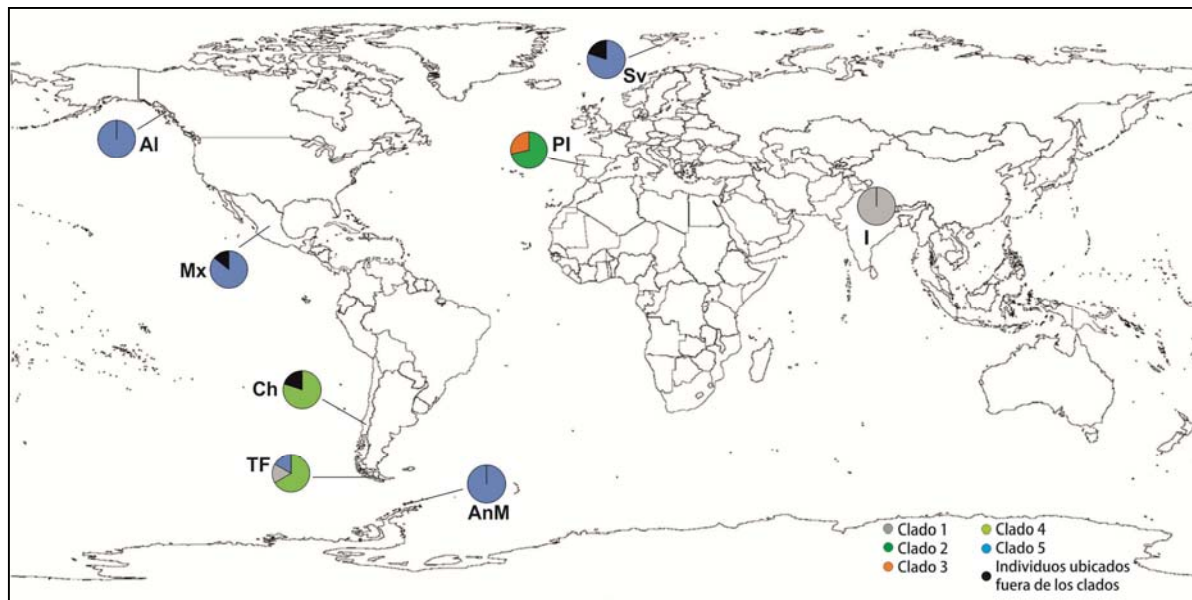 Sv
Al
PI
I
Mx
Ch
TF
AnM
Clado 1
Clado 2
Clado 3
Clado 4
Clado 5
Individuos ubicados
fuera de los clados